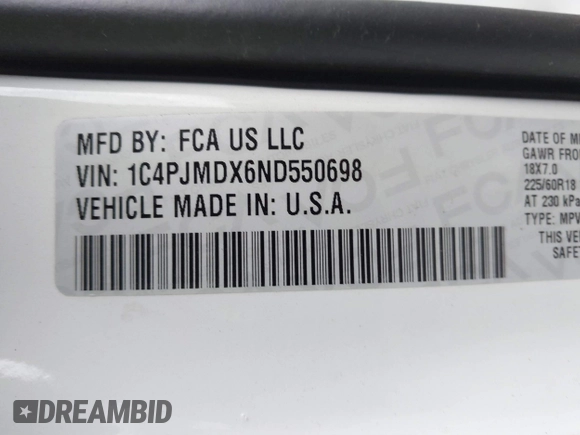 MFD BY: FCA US LLC
VIN: 1C4PJMDX6ND550698
VEHICLE MADE IN: U.S.A.
DATE OF M
GAWR FRO
18X7.0
225/60R18
AT 230 kPa
TYPE: MPV
THIS VE
SAFET
DREAMBID